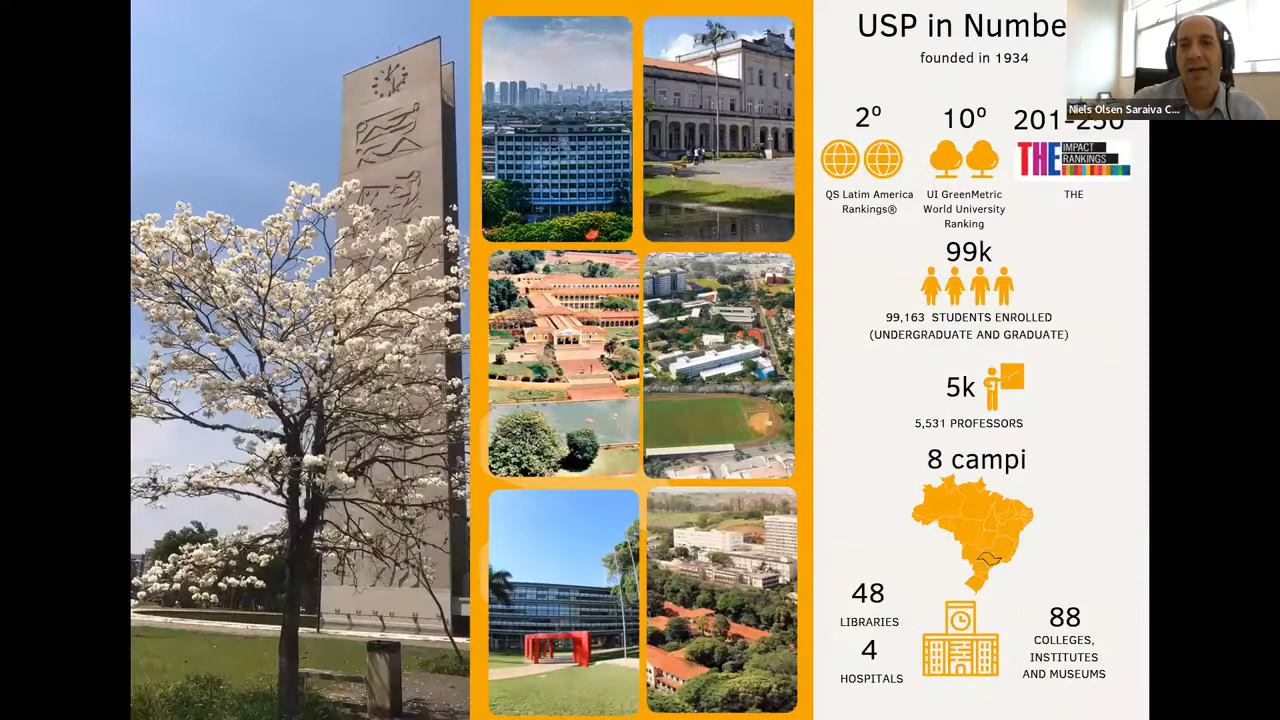 USP in Numbe
founded in 1934
Niels Olsen Saraiva C...
2º
10º
201-250
THE IMPACT
RANKINGS
QS Latim America
Rankings®
UI GreenMetric
World University
Ranking
THE
99k
99,163 STUDENTS ENROLLED
(UNDERGRADUATE AND GRADUATE)
5k
5,531 PROFESSORS
8 campi
48
LIBRARIES
4
HOSPITALS
88
COLLEGES,
INSTITUTES
AND MUSEUMS